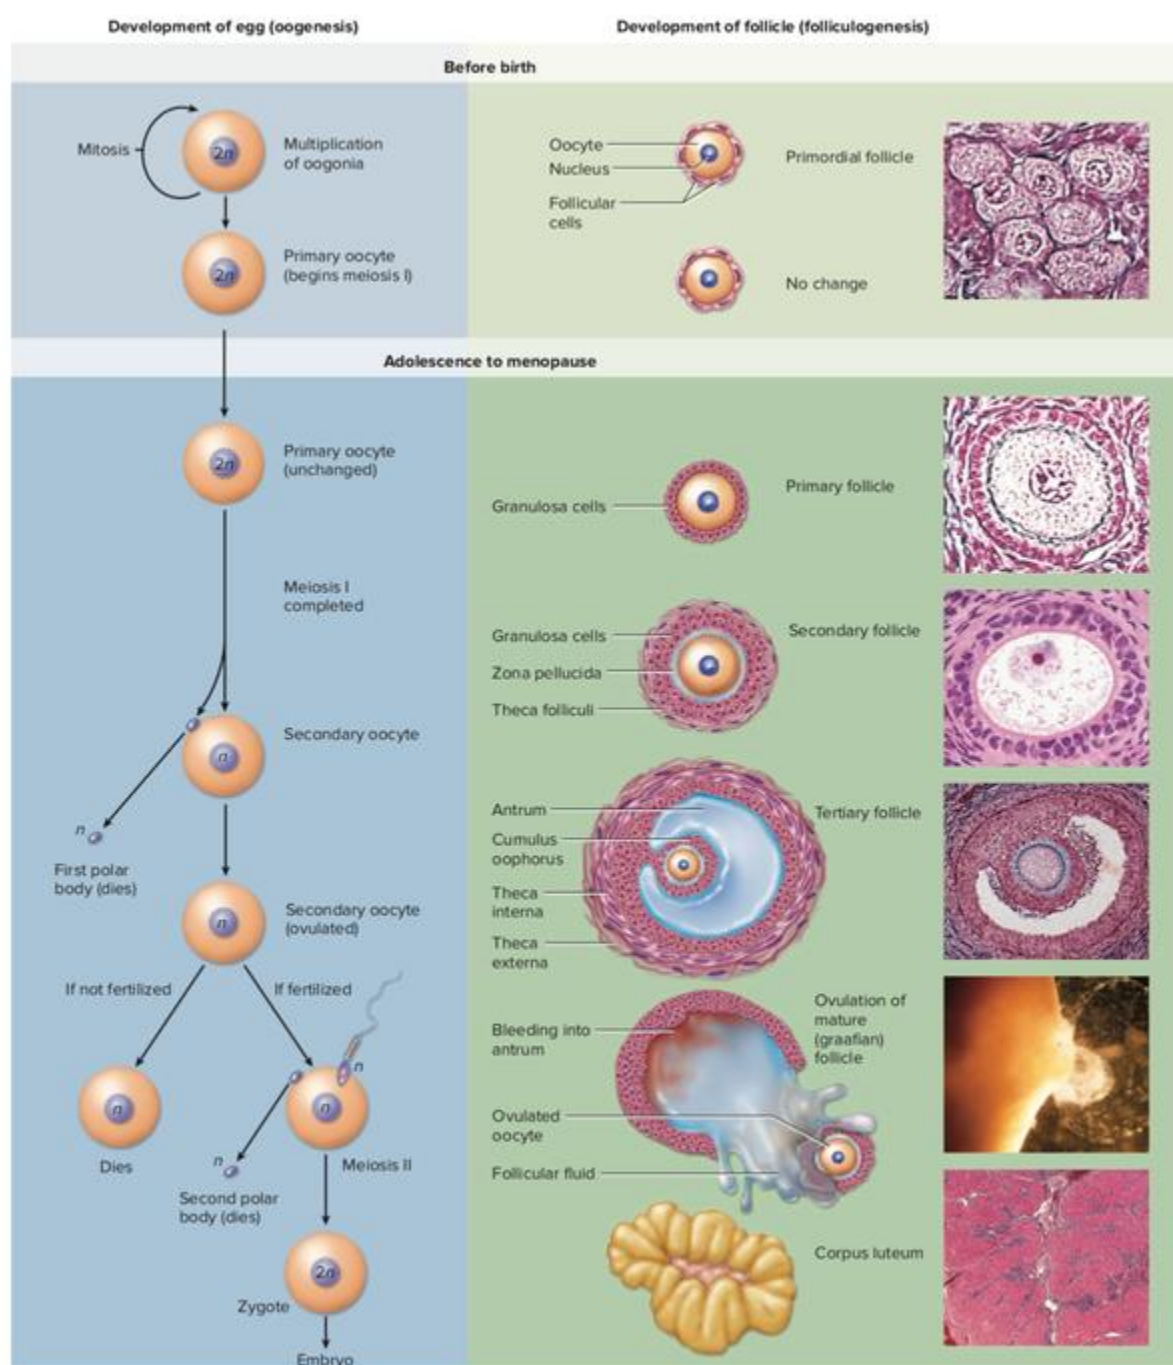 Development of egg (oogenesis)
Development of follicle (folliculogenesis)
Before birth
Mitosis
2n
Multiplication
of oogonia
2n
Primary oocyte
(begins meiosis I)
Oocyte
Nucleus
Follicular
cells
Primordial follicle
No change
Adolescence to menopause
2n
Primary oocyte
(unchanged)
Meiosis I
completed
n
Secondary oocyte
n
First polar
body (dies)
n
Secondary oocyte
(ovulated)
If not fertilized
If fertilized
n
n
Dies
n
Meiosis II
n
Second polar
body (dies)
2n
Zygote
Embryo
Granulosa cells
Primary follicle
Granulosa cells
Zona pellucida
Theca folliculi
Secondary follicle
Antrum
Cumulus
oophorus
Theca
interna
Theca
externa
Tertiary follicle
Bleeding into
antrum
Ovulated
oocyte
Follicular fluid
Ovulation of
mature
(graafian)
follicle
Corpus luteum